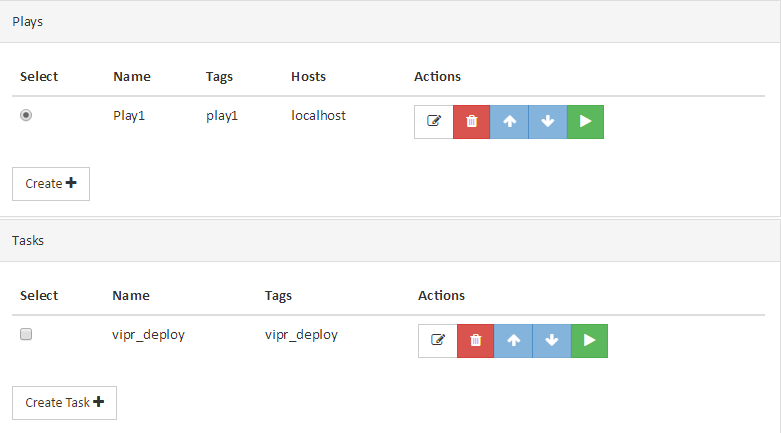 Plays
Select Name Tags Hosts Actions
Play1 play1 localhost
Create
Tasks
Select Name Tags Actions
vipr_deploy vipr_deploy
Create Task